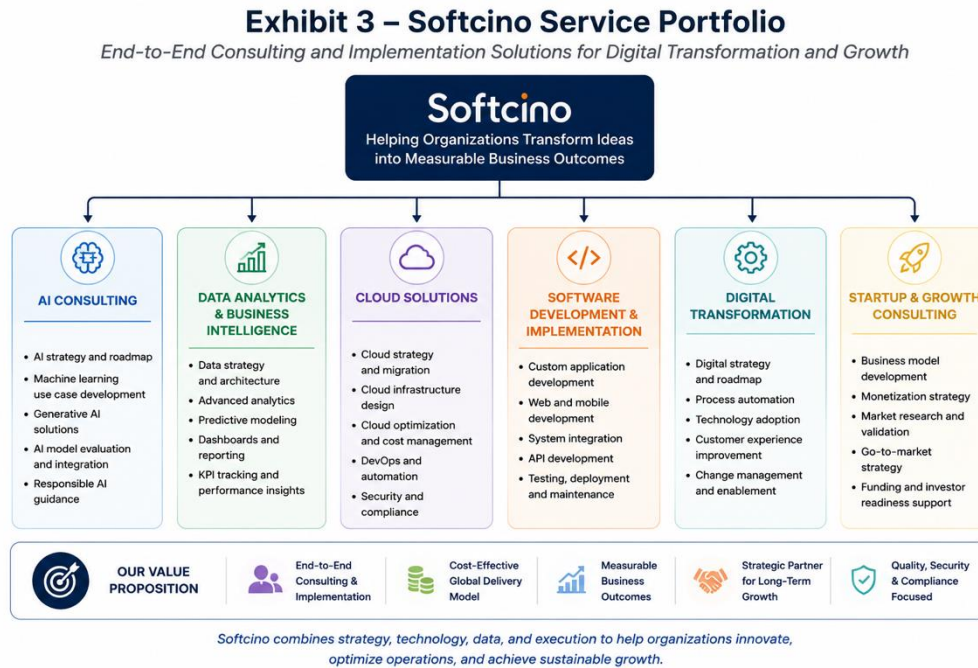 Exhibit 3 – Softcino Service Portfolio
End-to-End Consulting and Implementation Solutions for Digital Transformation and Growth
Softcino
Helping Organizations Transform Ideas
into Measurable Business Outcomes
AI CONSULTING
• AI strategy and roadmap
• Machine learning
use case development
• Generative AI
solutions
• AI model evaluation
and integration
• Responsible AI
guidance
DATA ANALYTICS
& BUSINESS
INTELLIGENCE
• Data strategy
and architecture
• Advanced analytics
• Predictive modeling
• Dashboards and
reporting
• KPI tracking and
performance insights
CLOUD SOLUTIONS
• Cloud strategy
and migration
• Cloud infrastructure
design
• Cloud optimization
and cost management
• DevOps and
automation
• Security and
compliance
</>
SOFTWARE
DEVELOPMENT &
IMPLEMENTATION
• Custom application
development
• Web and mobile
development
• System integration
• API development
• Testing, deployment
and maintenance
DIGITAL
TRANSFORMATION
• Digital strategy
and roadmap
• Process automation
• Technology adoption
• Customer experience
improvement
• Change management
and enablement
STARTUP & GROWTH
CONSULTING
• Business model
development
• Monetization strategy
• Market research and
validation
• Go-to-market
strategy
• Funding and investor
readiness support
OUR VALUE
PROPOSITION
End-to-End
Consulting &
Implementation
Cost-Effective
Global Delivery
Model
Measurable
Business
Outcomes
Strategic Partner
for Long-Term
Growth
Quality, Security
& Compliance
Focused
Softcino combines strategy, technology, data, and execution to help organizations innovate,
optimize operations, and achieve sustainable growth.